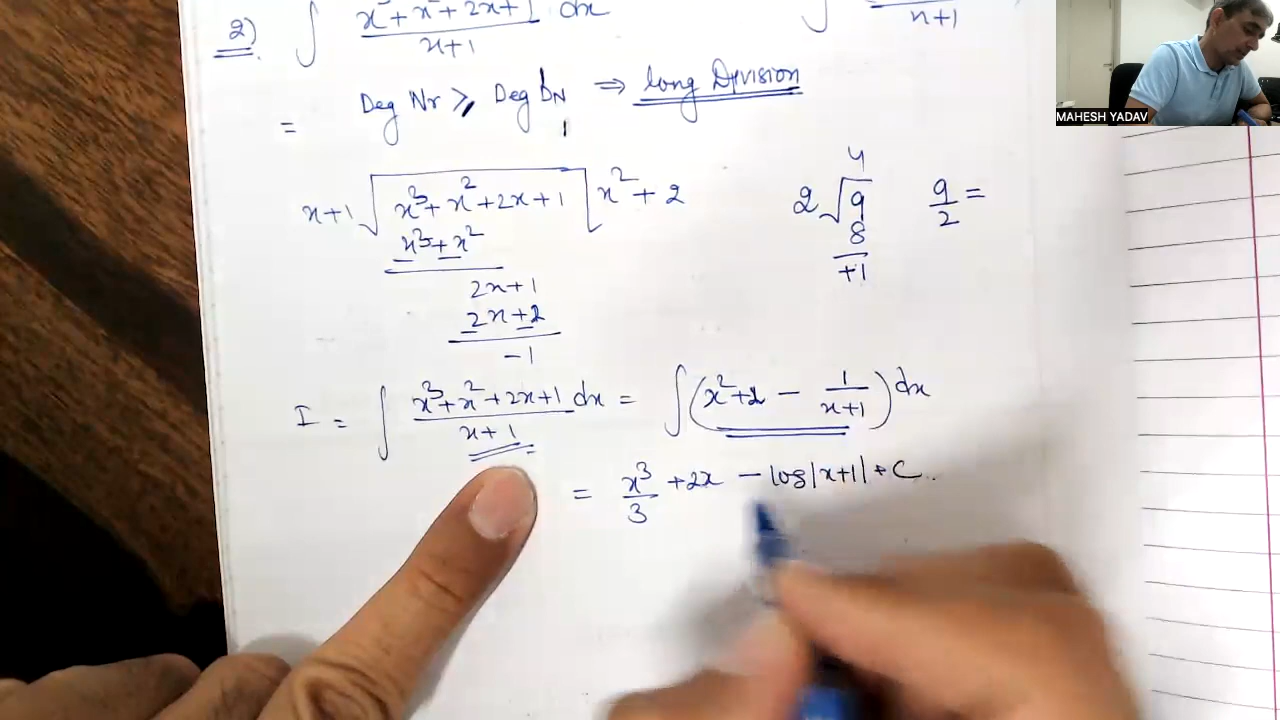 2) ∫ x³+x²+2x+1 dx
x+1
∫
x+1
Deg Nr ≥ Deg DN ⇒ long Division
=
x+1 √ x³+x²+2x+1 x²+2
x³+x²
2x+1
2x+2
-1
4
2 √ 9
8
+1
9/2 =
I = ∫ x³+x²+2x+1 dx = ∫ (x²+2 - 1/(x+1)) dx
x+1
= x³/3 +2x - log|x+1| + C..
MAHESH YADAV